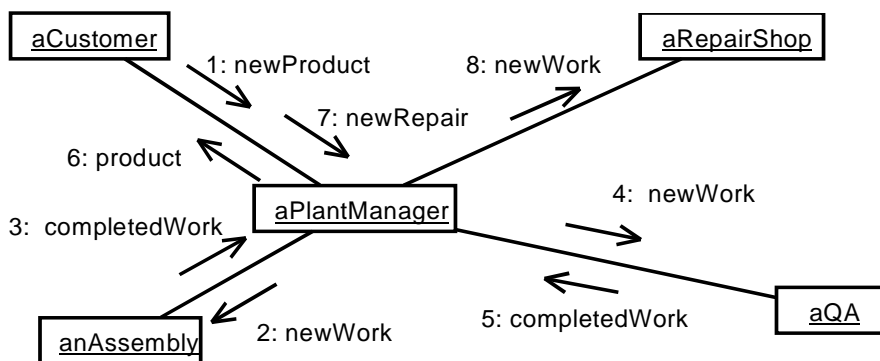 aCustomer
aRepairShop
1: newProduct
8: newWork
7: newRepair
6: product
aPlantManager
4: newWork
3: completedWork
5: completedWork
aQA
2: newWork
anAssembly